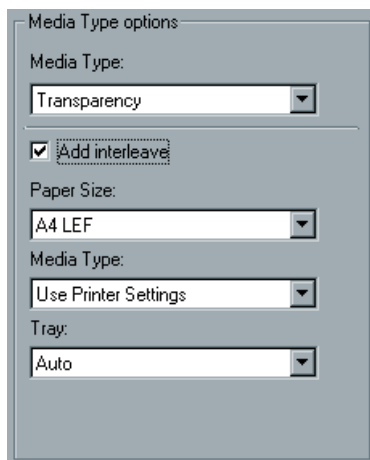 Media Type options
Media Type:
Transparency
Add interleave
Paper Size:
A4 LEF
Media Type:
Use Printer Settings
Tray:
Auto